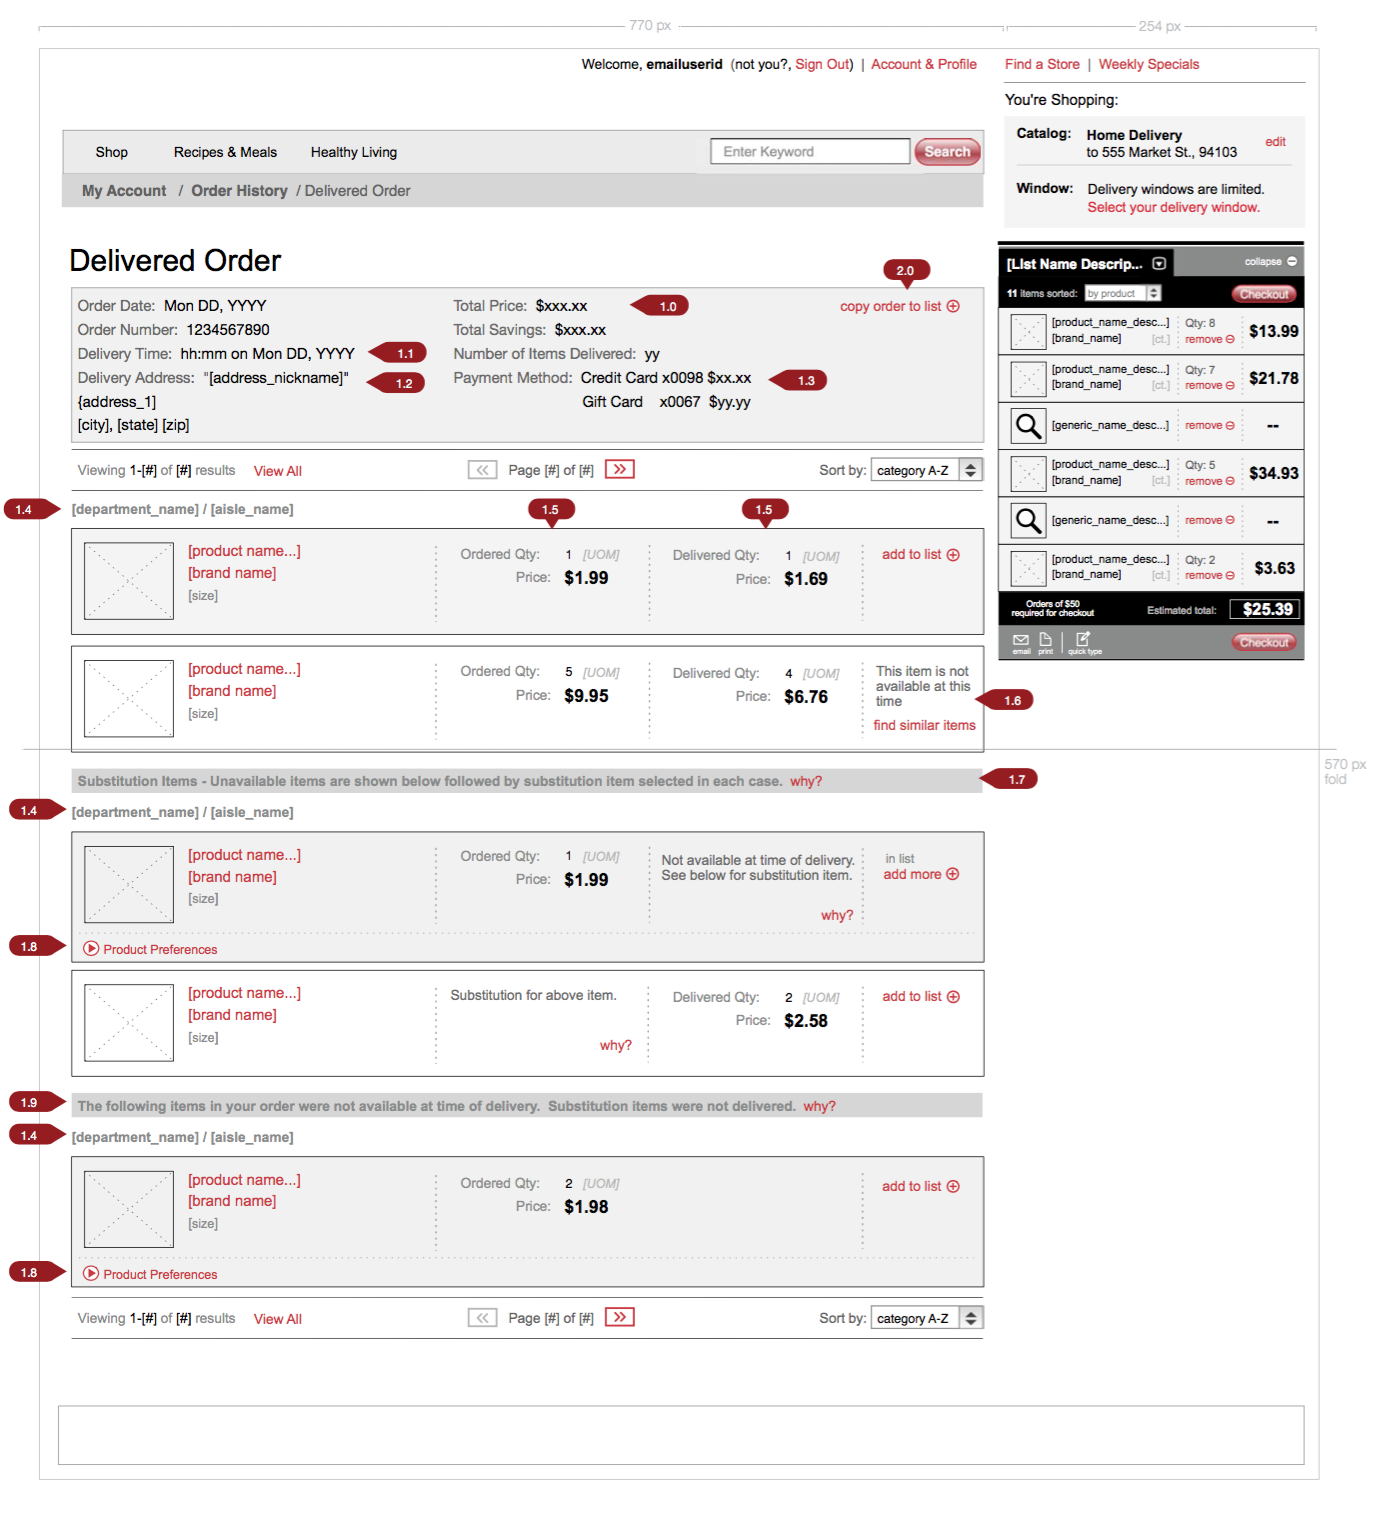 770 px
254 px
Welcome, emailuserid (not you?, Sign Out) | Account & Profile
Find a Store | Weekly Specials
You're Shopping:
Catalog: Home Delivery
to 555 Market St., 94103
edit
Window: Delivery windows are limited.
Select your delivery window.
Shop Recipes & Meals Healthy Living
Enter Keyword Search
My Account / Order History / Delivered Order
Delivered Order
2.0
Order Date: Mon DD, YYYY
Order Number: 1234567890
Delivery Time: hh:mm on Mon DD, YYYY 1.1
Delivery Address: "[address_nickname]" 1.2
{address_1]
[city], [state] [zip]
Total Price: $xxx.xx 1.0
Total Savings: $xxx.xx
Number of Items Delivered: yy
Payment Method: Credit Card x0098 $xx.xx 1.3
Gift Card x0067 $yy.yy
copy order to list
[LIst Name Descrip...
collapse
11 items sorted: by product Checkout
[product_name_desc...] Qty: 8 $13.99
[brand_name] [ct.] remove
[product_name_desc...] Qty: 7 $21.78
[brand_name] [ct.] remove
[generic_name_desc...] remove --
[product_name_desc...] Qty: 5 $34.93
[brand_name] [ct.] remove
[generic_name_desc...] remove --
[product_name_desc...] Qty: 2 $3.63
[brand_name] [ct.] remove
Orders of $50
required for checkout
Estimated total: $25.39
email print quick type Checkout
Viewing 1-[#] of [#] results View All
Page [#] of [#]
Sort by: category A-Z
1.4 [department_name] / [aisle_name]
1.5
1.5
[product name...]
[brand name]
[size]
Ordered Qty: 1 [UOM]
Price: $1.99
Delivered Qty: 1 [UOM]
Price: $1.69
add to list
[product name...]
[brand name]
[size]
Ordered Qty: 5 [UOM]
Price: $9.95
Delivered Qty: 4 [UOM]
Price: $6.76
This item is not
available at this
time
find similar items
1.6
570 px
fold
Substitution Items - Unavailable items are shown below followed by substitution item selected in each case. why? 1.7
1.4 [department_name] / [aisle_name]
[product name...]
[brand name]
[size]
Ordered Qty: 1 [UOM]
Price: $1.99
Not available at time of delivery.
See below for substitution item.
why?
in list
add more
1.8 Product Preferences
[product name...]
[brand name]
[size]
Substitution for above item.
why?
Delivered Qty: 2 [UOM]
Price: $2.58
add to list
1.9 The following items in your order were not available at time of delivery. Substitution items were not delivered. why?
1.4 [department_name] / [aisle_name]
[product name...]
[brand name]
[size]
Ordered Qty: 2 [UOM]
Price: $1.98
add to list
1.8 Product Preferences
Viewing 1-[#] of [#] results View All
Page [#] of [#]
Sort by: category A-Z